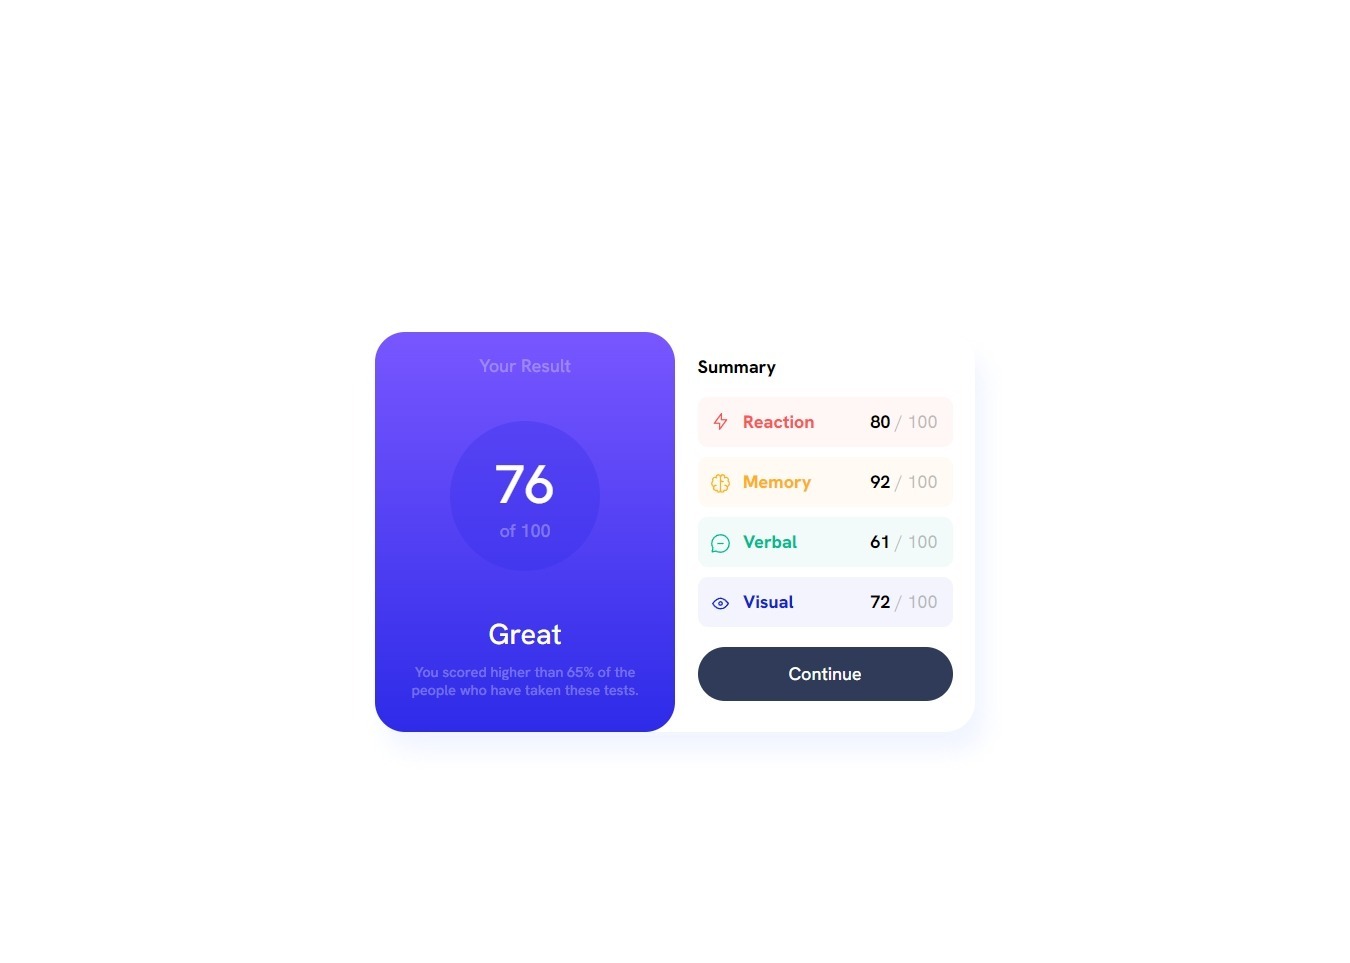 Your Result
76
of 100
Great
You scored higher than 65% of the
people who have taken these tests.
Summary
Reaction 80 / 100
Memory 92 / 100
Verbal 61 / 100
Visual 72 / 100
Continue